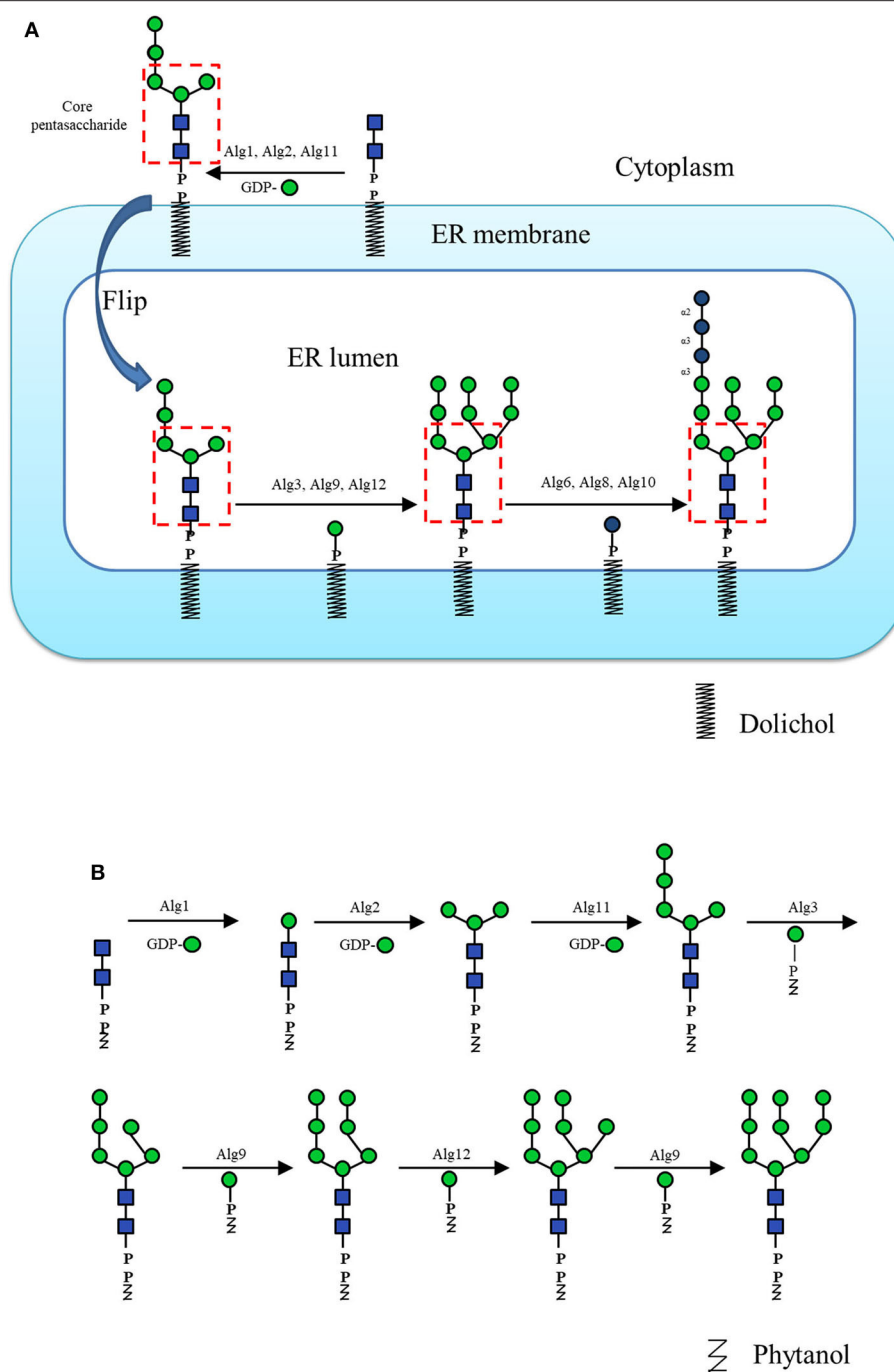 A
Core
pentasaccharide
P
P
Alg1, Alg2, Alg11
GDP-
P
P
Cytoplasm
ER membrane
Flip
ER lumen
α2
α3
α3
Alg3, Alg9, Alg12
Alg6, Alg8, Alg10
P
P
P
P
P
P
P
P
Dolichol
B
Alg1
GDP-
Alg2
GDP-
Alg11
GDP-
Alg3
P
P
P
P
P
P
P
P
P
Alg9
Alg12
Alg9
P
P
P
P
P
P
P
P
P
P
P
Phytanol